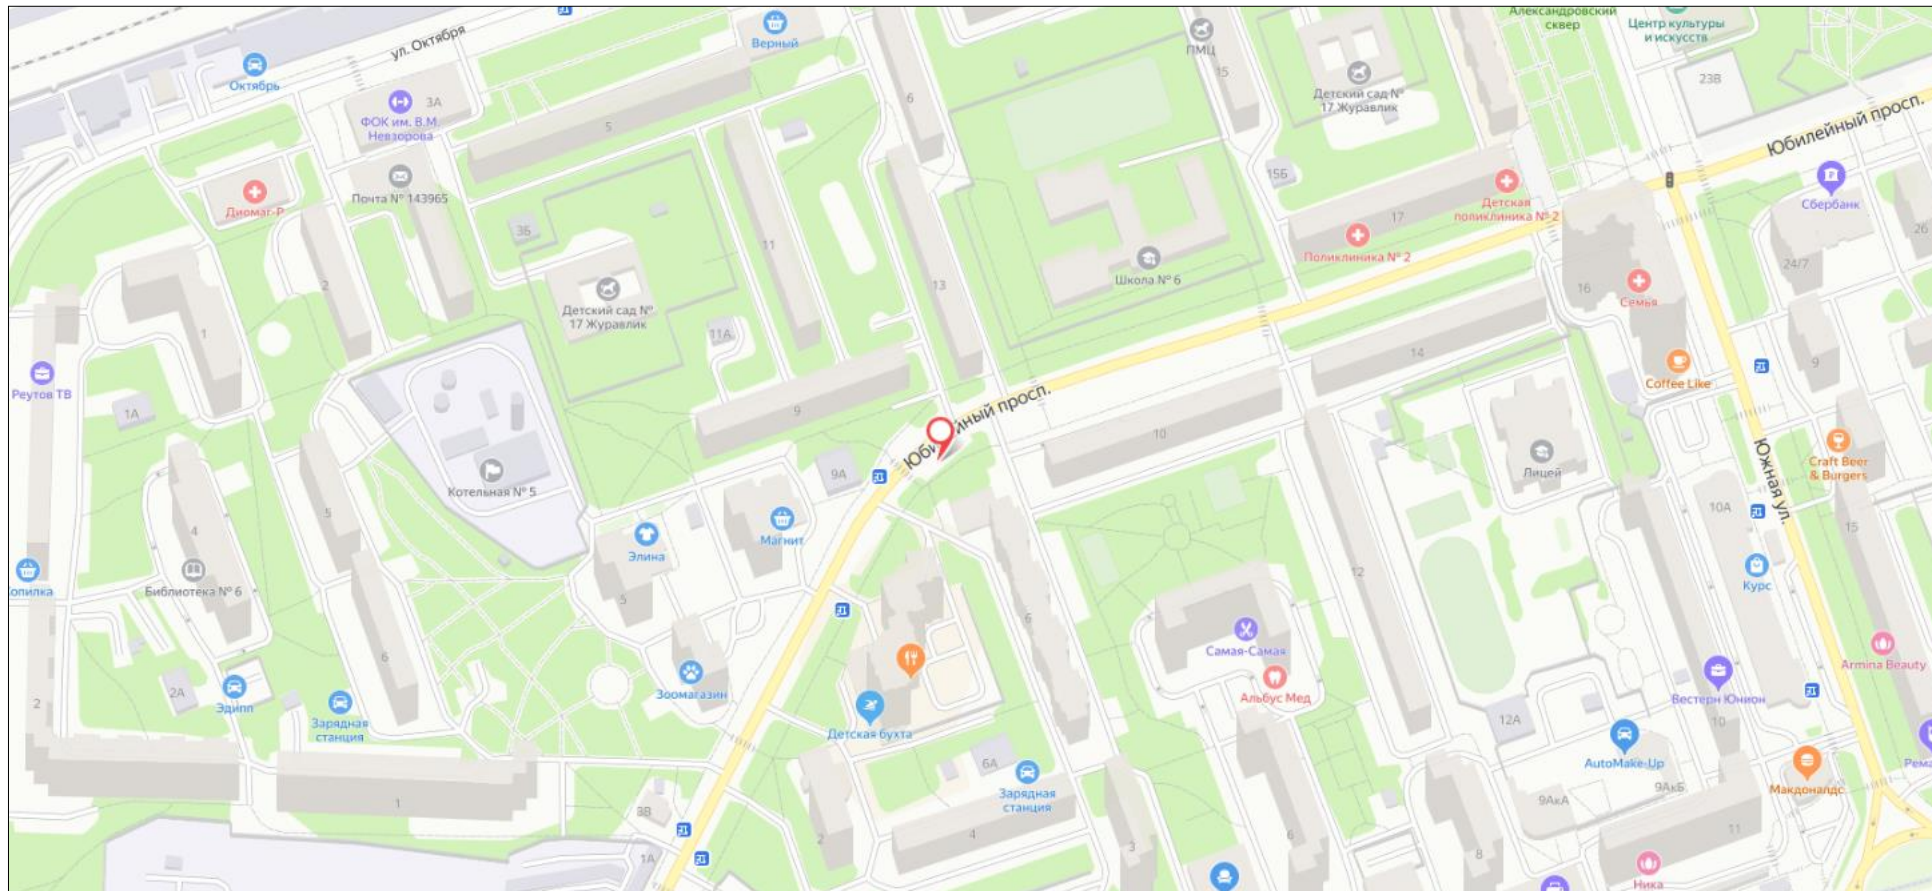 Александровский
сквер
Центр культуры
и искусств
ул. Октября
Верный
ПМЦ
15
23В
Октябрь
3А
ФОК им. В.М.
Невзорова
5
6
Детский сад №
17 Журавлик
Юбилейный просп.
Почта № 143965
Диомаг-Р
15Б
17
Детская
поликлиника № 2
Сбербанк
3Б
11
Поликлиника № 2
26
24/7
2
Детский сад №
17 Журавлик
13
Школа № 6
16
Семья
1
11А
14
9
Реутов ТВ
Coffee Like
1А
9
Юбилейный просп.
10
Южная ул.
Craft Beer
& Burgers
Котельная № 5
9А
Лицей
10А
4
5
Элина
Магнит
15
Библиотека № 6
5
12
Курс
опилка
6
6
Самая-Самая
Armina Beauty
2А
Эдипп
Зоомагазин
Альбус Мед
Вестерн Юнион
2
Зарядная
станция
Детская бухта
12А
10
6А
AutoMake-Up
Рема
Зарядная
станция
Макдоналдс
1
3В
9АкА
9АкБ
2
4
3
6
8
11
1А
Ника